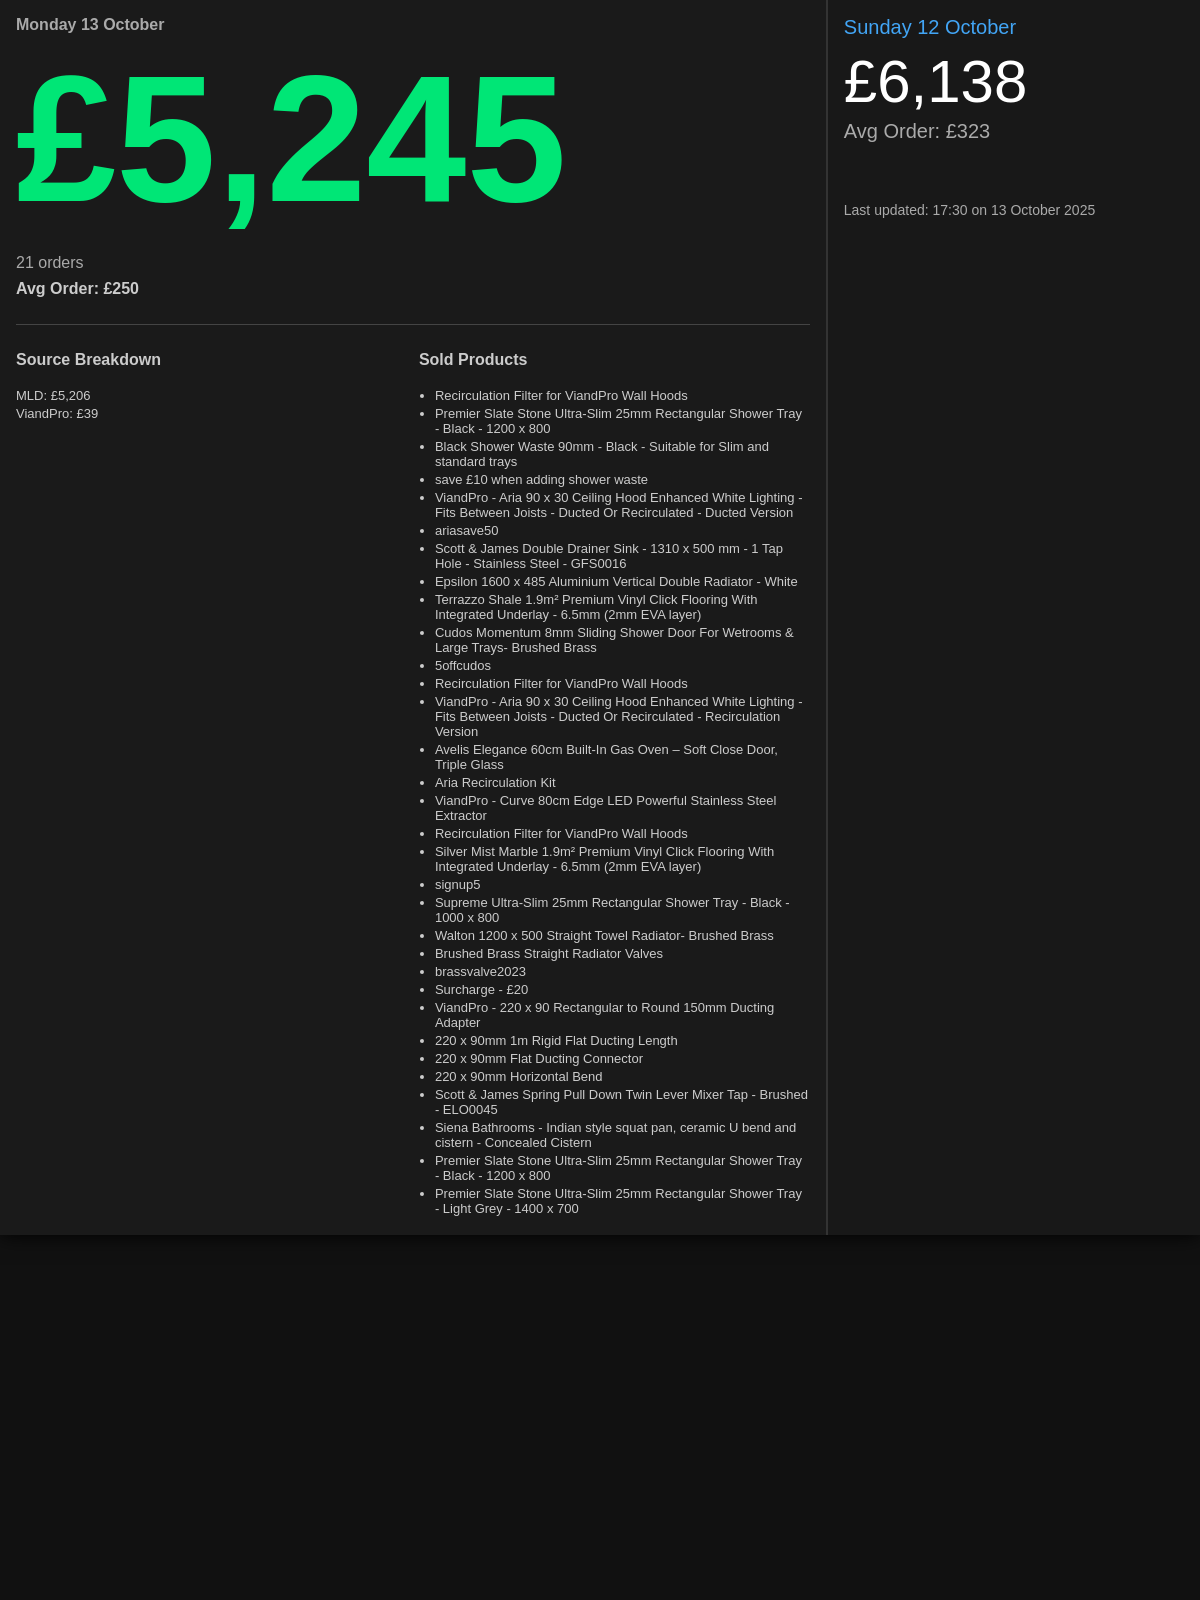 Monday 13 October
£5,245
21 orders
Avg Order: £250
Source Breakdown
MLD: £5,206
ViandPro: £39
Sold Products
Recirculation Filter for ViandPro Wall Hoods
Premier Slate Stone Ultra-Slim 25mm Rectangular Shower Tray
- Black - 1200 x 800
Black Shower Waste 90mm - Black - Suitable for Slim and
standard trays
save £10 when adding shower waste
ViandPro - Aria 90 x 30 Ceiling Hood Enhanced White Lighting -
Fits Between Joists - Ducted Or Recirculated - Ducted Version
ariasave50
Scott & James Double Drainer Sink - 1310 x 500 mm - 1 Tap
Hole - Stainless Steel - GFS0016
Epsilon 1600 x 485 Aluminium Vertical Double Radiator - White
Terrazzo Shale 1.9m² Premium Vinyl Click Flooring With
Integrated Underlay - 6.5mm (2mm EVA layer)
Cudos Momentum 8mm Sliding Shower Door For Wetrooms &
Large Trays- Brushed Brass
5offcudos
Recirculation Filter for ViandPro Wall Hoods
ViandPro - Aria 90 x 30 Ceiling Hood Enhanced White Lighting -
Fits Between Joists - Ducted Or Recirculated - Recirculation
Version
Avelis Elegance 60cm Built-In Gas Oven – Soft Close Door,
Triple Glass
Aria Recirculation Kit
ViandPro - Curve 80cm Edge LED Powerful Stainless Steel
Extractor
Recirculation Filter for ViandPro Wall Hoods
Silver Mist Marble 1.9m² Premium Vinyl Click Flooring With
Integrated Underlay - 6.5mm (2mm EVA layer)
signup5
Supreme Ultra-Slim 25mm Rectangular Shower Tray - Black -
1000 x 800
Walton 1200 x 500 Straight Towel Radiator- Brushed Brass
Brushed Brass Straight Radiator Valves
brassvalve2023
Surcharge - £20
ViandPro - 220 x 90 Rectangular to Round 150mm Ducting
Adapter
220 x 90mm 1m Rigid Flat Ducting Length
220 x 90mm Flat Ducting Connector
220 x 90mm Horizontal Bend
Scott & James Spring Pull Down Twin Lever Mixer Tap - Brushed
- ELO0045
Siena Bathrooms - Indian style squat pan, ceramic U bend and
cistern - Concealed Cistern
Premier Slate Stone Ultra-Slim 25mm Rectangular Shower Tray
- Black - 1200 x 800
Premier Slate Stone Ultra-Slim 25mm Rectangular Shower Tray
- Light Grey - 1400 x 700
Sunday 12 October
£6,138
Avg Order: £323
Last updated: 17:30 on 13 October 2025